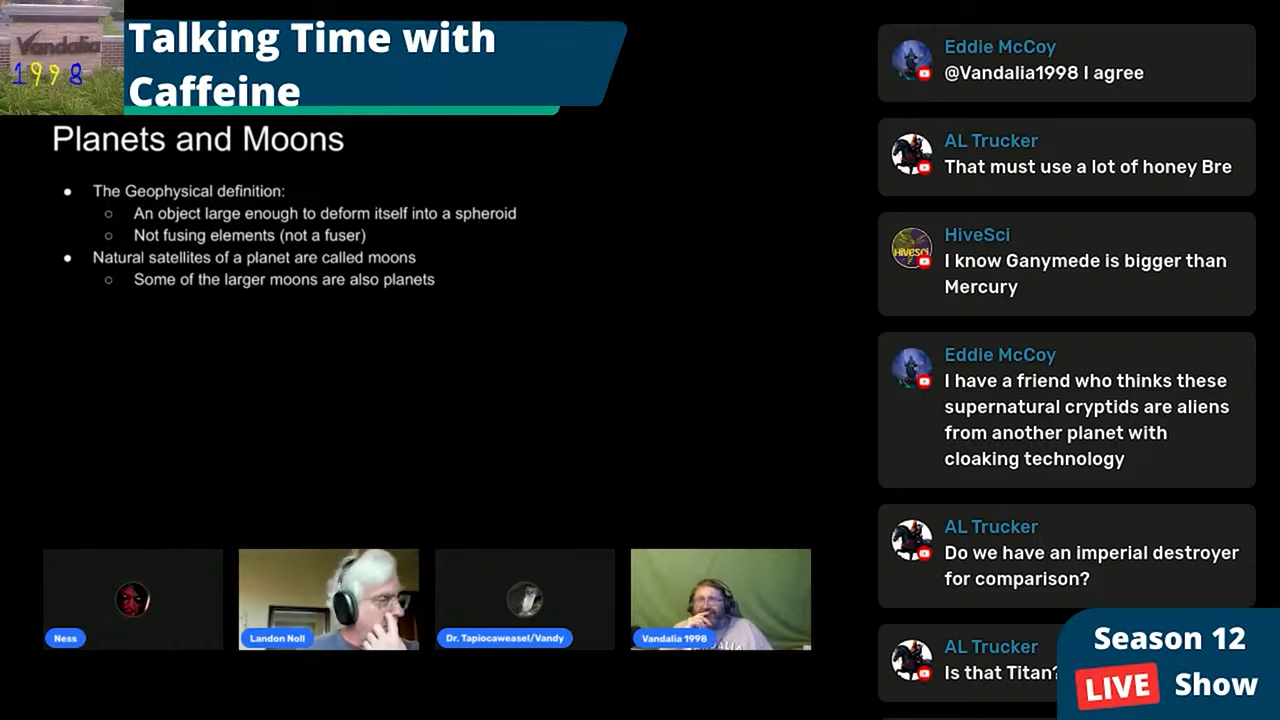 Vandalia
1998
Talking Time with
Caffeine
Planets and Moons
● The Geophysical definition:
○ An object large enough to deform itself into a spheroid
○ Not fusing elements (not a fuser)
● Natural satellites of a planet are called moons
○ Some of the larger moons are also planets
Ness
Landon Noll
Dr. Tapiocaweasel/Vandy
Vandalia 1998
Eddie McCoy
@Vandalia1998 I agree
AL Trucker
That must use a lot of honey Bre
HiveSci
HiveSci
I know Ganymede is bigger than
Mercury
Eddie McCoy
I have a friend who thinks these
supernatural cryptids are aliens
from another planet with
cloaking technology
AL Trucker
Do we have an imperial destroyer
for comparison?
AL Trucker
Is that Titan?
Season 12
LIVE Show